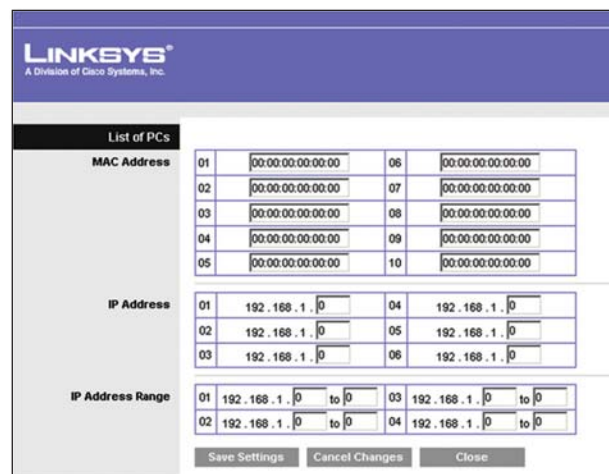 LINKSYS®
A Division of Cisco Systems, Inc.
List of PCs
MAC Address
01 00:00:00:00:00:00 06 00:00:00:00:00:00
02 00:00:00:00:00:00 07 00:00:00:00:00:00
03 00:00:00:00:00:00 08 00:00:00:00:00:00
04 00:00:00:00:00:00 09 00:00:00:00:00:00
05 00:00:00:00:00:00 10 00:00:00:00:00:00
IP Address
01 192.168.1.0 04 192.168.1.0
02 192.168.1.0 05 192.168.1.0
03 192.168.1.0 06 192.168.1.0
IP Address Range
01 192.168.1.0 to 0 03 192.168.1.0 to 0
02 192.168.1.0 to 0 04 192.168.1.0 to 0
Save Settings Cancel Changes Close